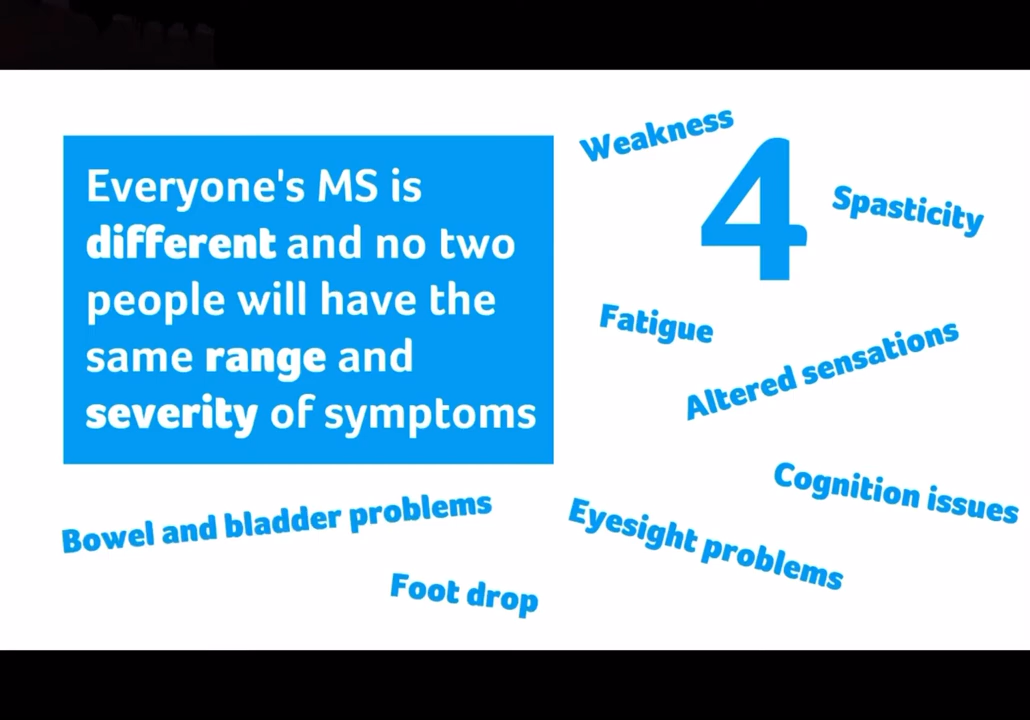 Everyone's MS is
different and no two
people will have the
same range and
severity of symptoms
Weakness
4
Spasticity
Fatigue
Altered sensations
Cognition issues
Bowel and bladder problems
Eyesight problems
Foot drop